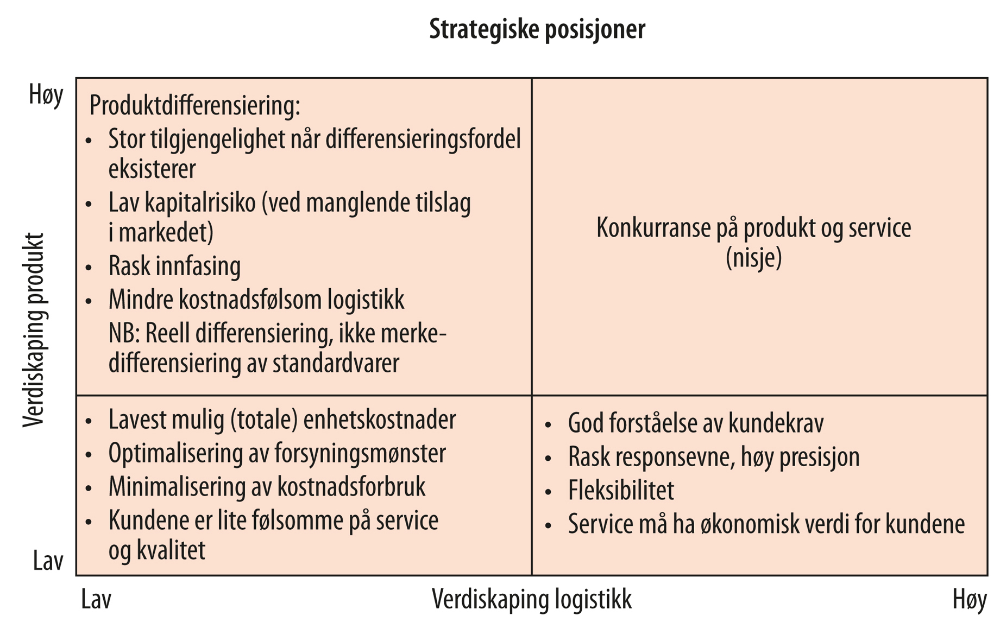 Strategiske posisjoner
Høy
Produktdifferensiering:
• Stor tilgjengelighet når differensieringsfordel
eksisterer
• Lav kapitalrisiko (ved manglende tilslag
i markedet)
• Rask innfasing
• Mindre kostnadsfølsom logistikk
NB: Reell differensiering, ikke merke-
differensiering av standardvarer
Konkurranse på produkt og service
(nisje)
Verdiskaping produkt
• Lavest mulig (totale) enhetskostnader
• Optimalisering av forsyningsmønster
• Minimalisering av kostnadsforbruk
• Kundene er lite følsomme på service
og kvalitet
• God forståelse av kundekrav
• Rask responsevne, høy presisjon
• Fleksibilitet
• Service må ha økonomisk verdi for kundene
Lav
Lav
Verdiskaping logistikk
Høy